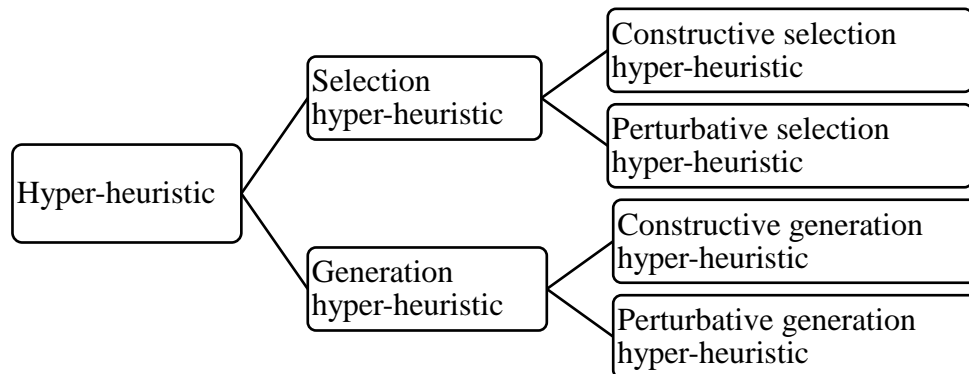 Hyper-heuristic
Selection
hyper-heuristic
Generation
hyper-heuristic
Constructive selection
hyper-heuristic
Perturbative selection
hyper-heuristic
Constructive generation
hyper-heuristic
Perturbative generation
hyper-heuristic